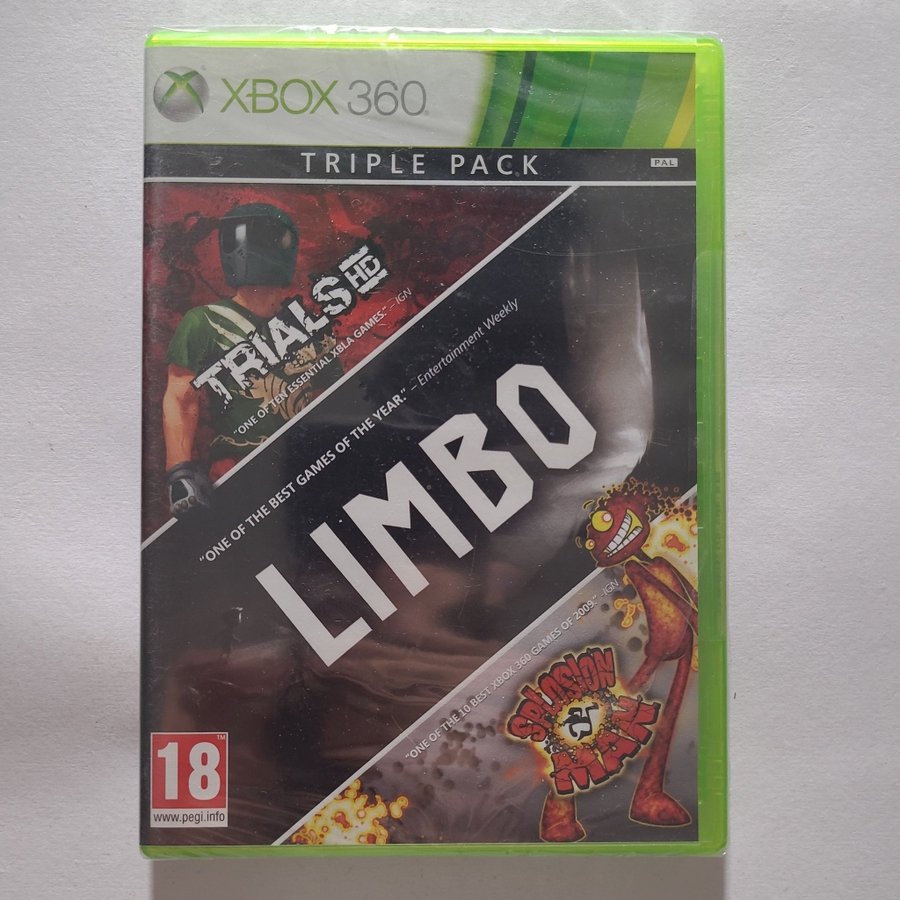 XBOX 360
TRIPLE PACK
PAL
TRIALS HD
"ONE OF TEN ESSENTIAL XBLA GAMES." – IGN
"ONE OF THE BEST GAMES OF THE YEAR." – Entertainment Weekly
LIMBO
"ONE OF THE 10 BEST XBOX 360 GAMES OF 2009." –IGN
SPLOSION
MAN
18 TM
www.pegi.info